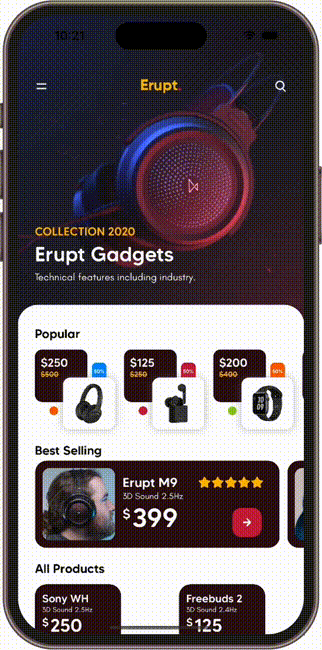 10:21
Erupt.
COLLECTION 2020
Erupt Gadgets
Technical features including industry.
Popular
$250
$500
50%
$125
$250
50%
$200
$400
50%
10
09
Best Selling
Erupt M9
3D Sound 2.5Hz
$399
All Products
Sony WH
3D Sound 2.5Hz
$250
Freebuds 2
3D Sound 2.4Hz
$125